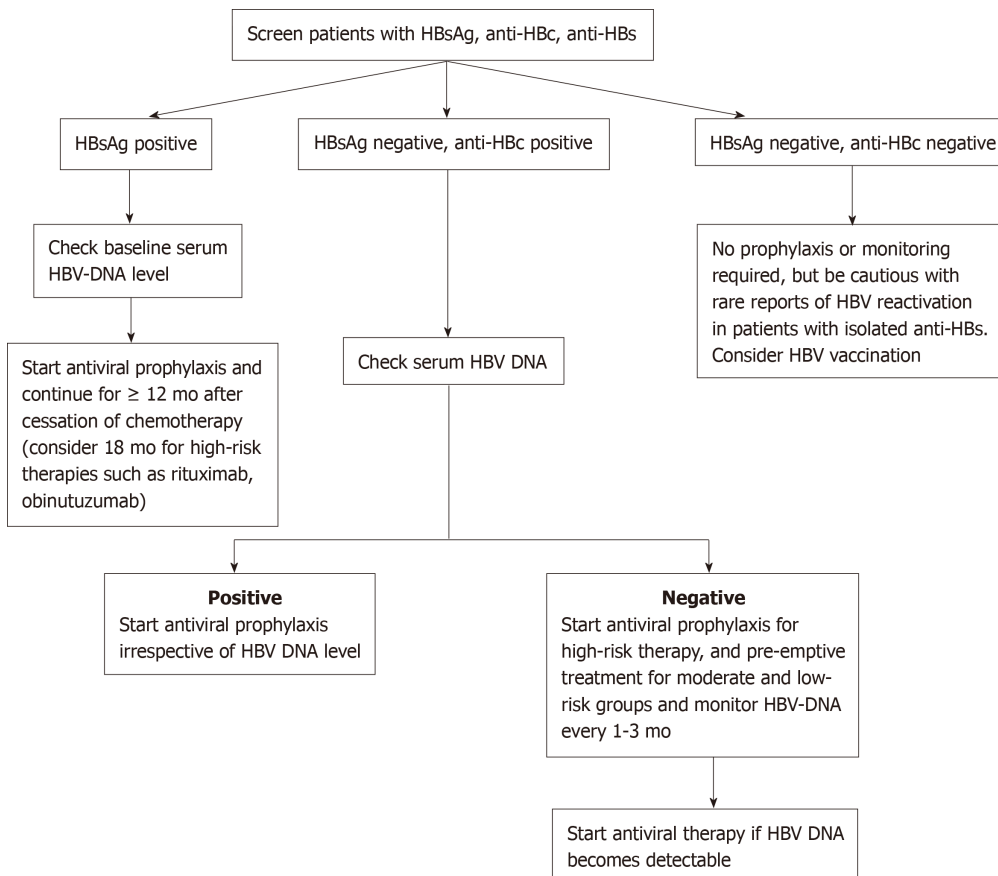 Screen patients with HBsAg, anti-HBc, anti-HBs
HBsAg positive
HBsAg negative, anti-HBc positive
HBsAg negative, anti-HBc negative
Check baseline serum
HBV-DNA level
No prophylaxis or monitoring
required, but be cautious with
rare reports of HBV reactivation
in patients with isolated anti-HBs.
Consider HBV vaccination
Start antiviral prophylaxis and
continue for ≥ 12 mo after
cessation of chemotherapy
(consider 18 mo for high-risk
therapies such as rituximab,
obinutuzumab)
Check serum HBV DNA
Positive
Start antiviral prophylaxis
irrespective of HBV DNA level
Negative
Start antiviral prophylaxis for
high-risk therapy, and pre-emptive
treatment for moderate and low-
risk groups and monitor HBV-DNA
every 1-3 mo
Start antiviral therapy if HBV DNA
becomes detectable